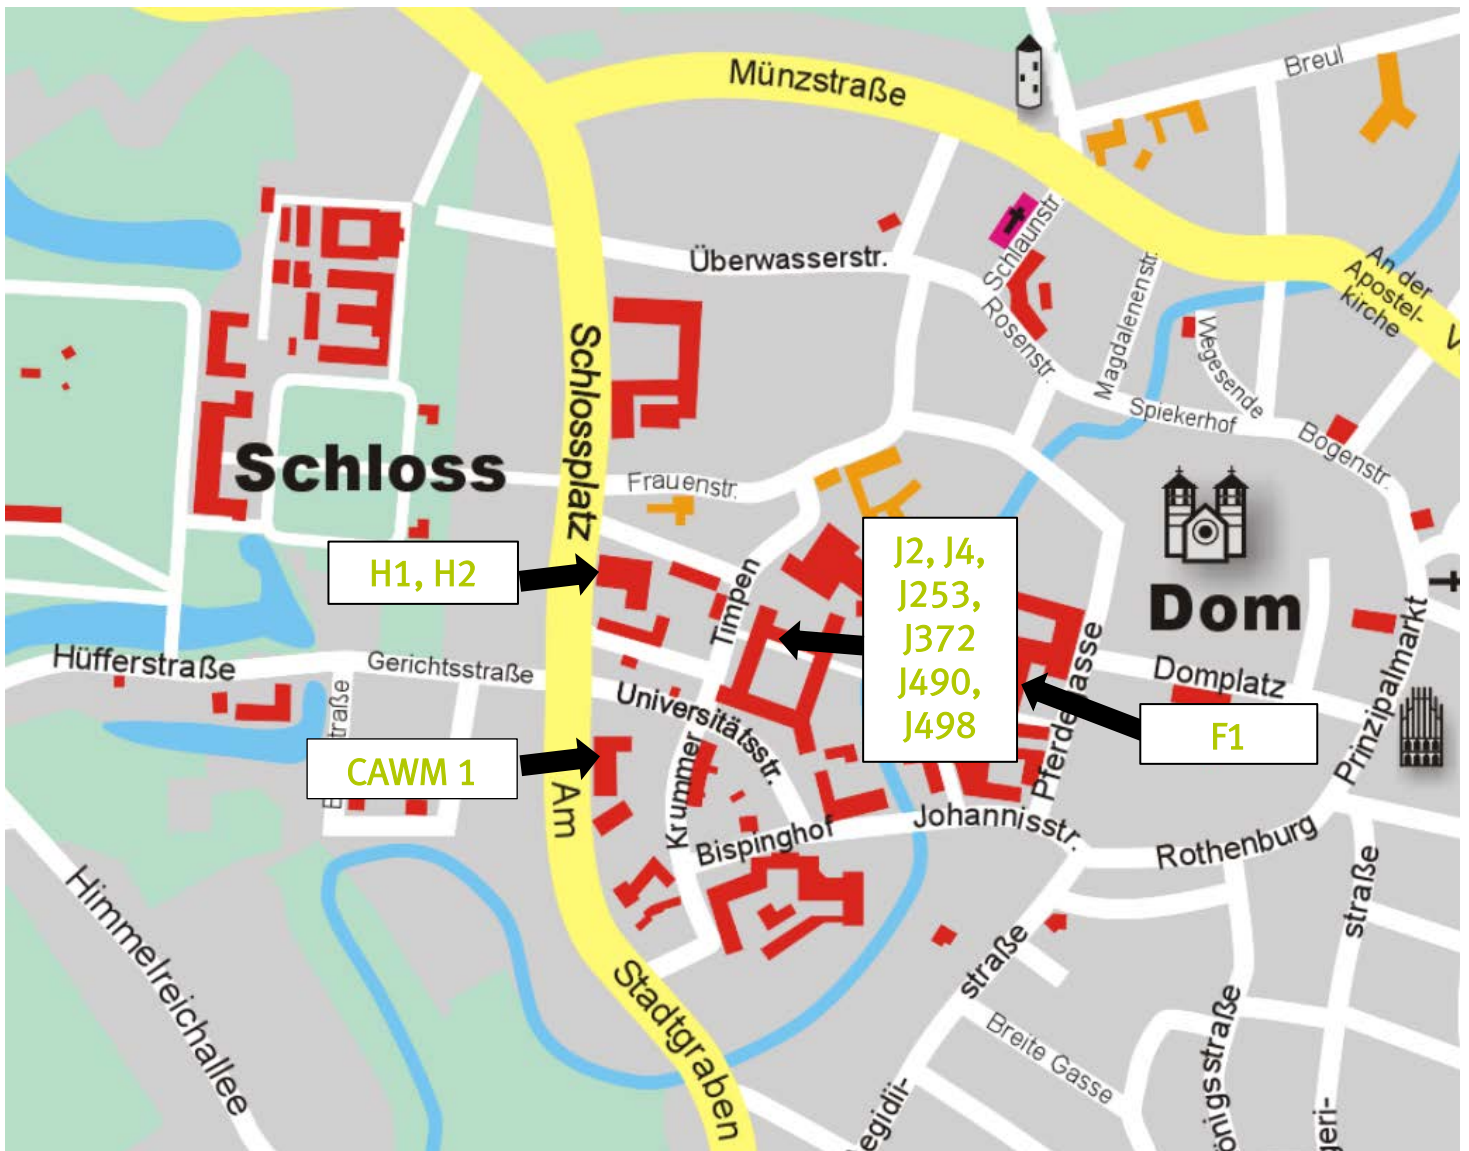 Münzstraße
Breul
Überwasserstr.
Schlaunstr.
Rosenstr.
Magdalenenstr.
Wegesende
An der
Apostel-
kirche
Schlossplatz
Spiekerhof
Bogenstr.
Schloss
Frauenstr.
H1, H2
J2, J4,
J253,
J372
J490,
J498
Timpen
Dom
Domplatz
Prinzipalmarkt
Hüfferstraße
Gerichtsstraße
Universitätsstr.
F1
CAWM 1
Am
Krummer
Bispinghof
Johannisstr.
Rothenburg
straße
Himmelreichallee
Stadtgraben
straße
Breite Gasse